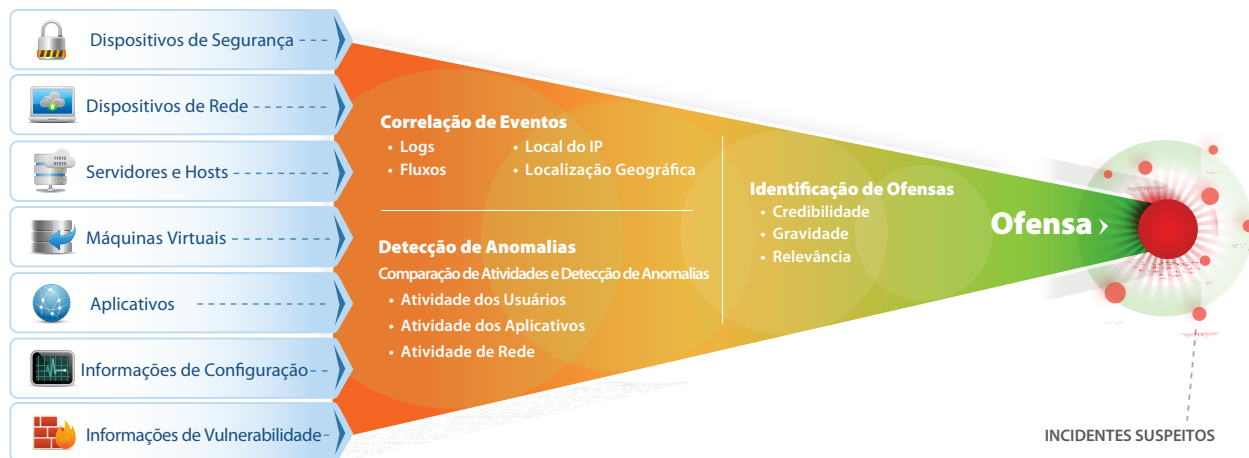 Dispositivos de Segurança
Dispositivos de Rede
Servidores e Hosts
Máquinas Virtuais
Aplicativos
Informações de Configuração
Informações de Vulnerabilidade
Correlação de Eventos
• Logs
• Fluxos
• Local do IP
• Localização Geográfica
Detecção de Anomalias
Comparação de Atividades e Detecção de Anomalias
• Atividade dos Usuários
• Atividade dos Aplicativos
• Atividade de Rede
Identificação de Ofensas
• Credibilidade
• Gravidade
• Relevância
Ofensa ›
INCIDENTES SUSPEITOS